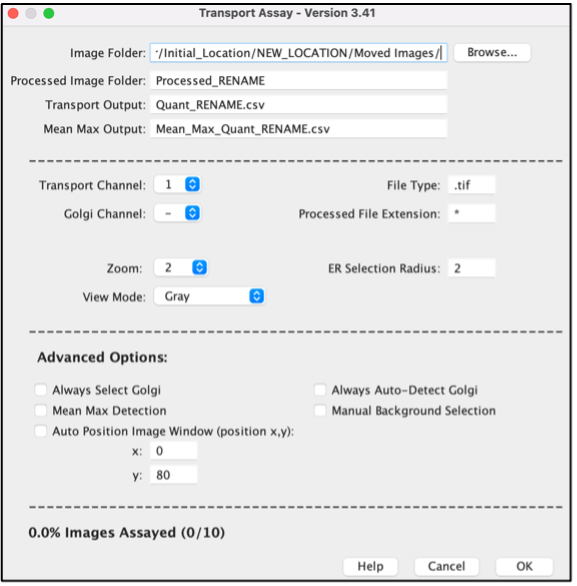 Transport Assay - Version 3.41
Image Folder: /Initial_Location/NEW_LOCATION/Moved Images/ Browse...
Processed Image Folder: Processed_RENAME
Transport Output: Quant_RENAME.csv
Mean Max Output: Mean_Max_Quant_RENAME.csv
Transport Channel: 1 File Type: .tif
Golgi Channel: - Processed File Extension: *
Zoom: 2 ER Selection Radius: 2
View Mode: Gray
Advanced Options:
Always Select Golgi Always Auto-Detect Golgi
Mean Max Detection Manual Background Selection
Auto Position Image Window (position x,y):
x: 0
y: 80
0.0% Images Assayed (0/10)
Help Cancel OK